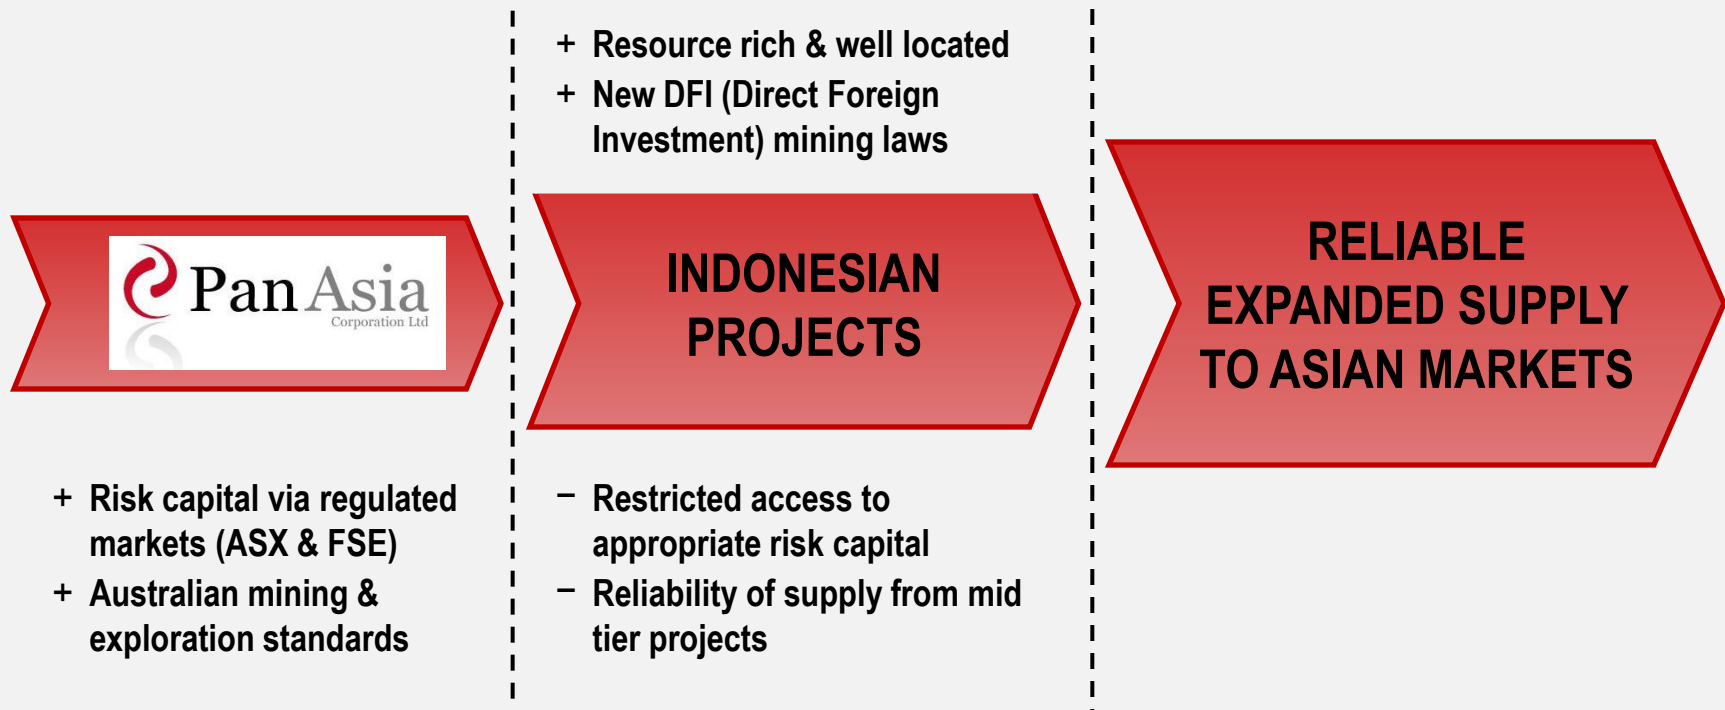 Pan Asia
Corporation Ltd
+ Risk capital via regulated
markets (ASX & FSE)
+ Australian mining &
exploration standards
+ Resource rich & well located
+ New DFI (Direct Foreign
Investment) mining laws
INDONESIAN
PROJECTS
− Restricted access to
appropriate risk capital
− Reliability of supply from mid
tier projects
RELIABLE
EXPANDED SUPPLY
TO ASIAN MARKETS